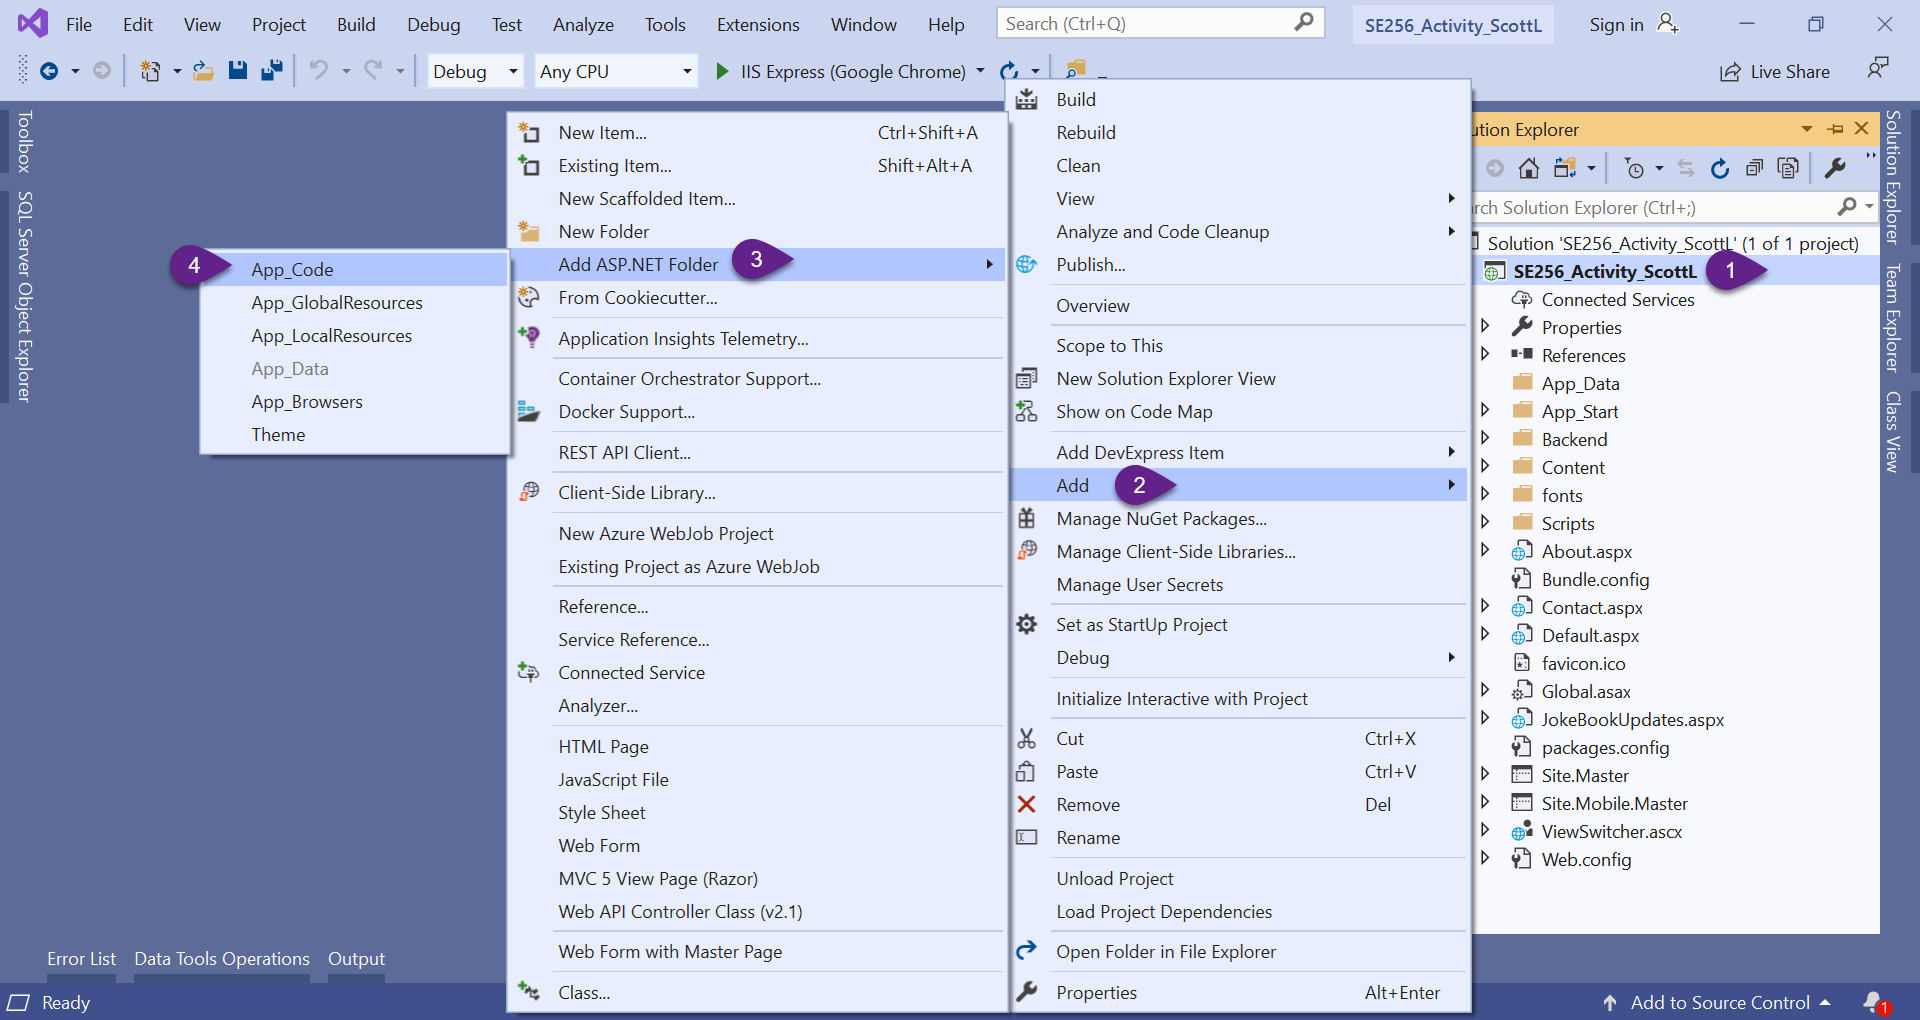 File Edit View Project Build Debug Test Analyze Tools Extensions Window Help Search (Ctrl+Q) SE256_Activity_ScottL Sign in
Debug Any CPU IIS Express (Google Chrome) Live Share
Toolbox
SQL Server Object Explorer
4
App_Code
App_GlobalResources
App_LocalResources
App_Data
App_Browsers
Theme
New Item... Ctrl+Shift+A
Existing Item... Shift+Alt+A
New Scaffolded Item...
New Folder
Add ASP.NET Folder 3
From Cookiecutter...
Application Insights Telemetry...
Container Orchestrator Support...
Docker Support...
REST API Client...
Client-Side Library...
New Azure WebJob Project
Existing Project as Azure WebJob
Reference...
Service Reference...
Connected Service
Analyzer...
HTML Page
JavaScript File
Style Sheet
Web Form
MVC 5 View Page (Razor)
Web API Controller Class (v2.1)
Web Form with Master Page
Class...
Build
Rebuild
Clean
View
Analyze and Code Cleanup
Publish...
Overview
Scope to This
New Solution Explorer View
Show on Code Map
Add DevExpress Item
Add 2
Manage NuGet Packages...
Manage Client-Side Libraries...
Manage User Secrets
Set as StartUp Project
Debug
Initialize Interactive with Project
Cut Ctrl+X
Paste Ctrl+V
Remove Del
Rename
Unload Project
Load Project Dependencies
Open Folder in File Explorer
Properties Alt+Enter
ution Explorer
rch Solution Explorer (Ctrl+;)
Solution 'SE256_Activity_ScottL' (1 of 1 project)
SE256_Activity_ScottL 1
Connected Services
Properties
References
App_Data
App_Start
Backend
Content
fonts
Scripts
About.aspx
Bundle.config
Contact.aspx
Default.aspx
favicon.ico
Global.asax
JokeBookUpdates.aspx
packages.config
Site.Master
Site.Mobile.Master
ViewSwitcher.ascx
Web.config
Solution Explorer
Team Explorer
Class View
Error List Data Tools Operations Output
Ready Add to Source Control 1